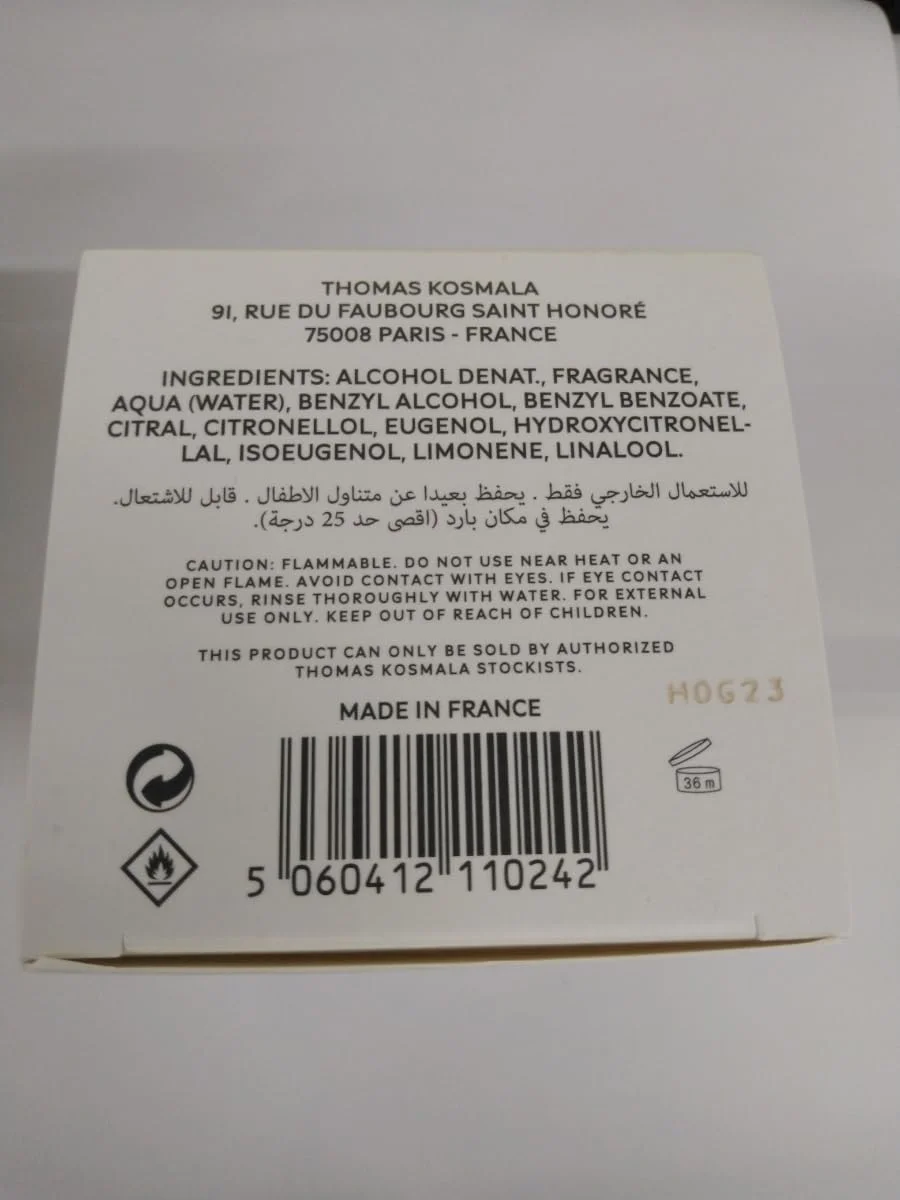 THOMAS KOSMALA
91, RUE DU FAUBOURG SAINT HONORÉ
75008 PARIS - FRANCE
INGREDIENTS: ALCOHOL DENAT., FRAGRANCE,
AQUA (WATER), BENZYL ALCOHOL, BENZYL BENZOATE,
CITRAL, CITRONELLOL, EUGENOL, HYDROXYCITRONEL-
LAL, ISOEUGENOL, LIMONENE, LINALOOL.
للاستعمال الخارجي فقط . يحفظ بعيدا عن متناول الاطفال . قابل للاشتعال.
يحفظ في مكان بارد (اقصى حد 25 درجة).
CAUTION: FLAMMABLE. DO NOT USE NEAR HEAT OR AN
OPEN FLAME. AVOID CONTACT WITH EYES. IF EYE CONTACT
OCCURS, RINSE THOROUGHLY WITH WATER. FOR EXTERNAL
USE ONLY. KEEP OUT OF REACH OF CHILDREN.
THIS PRODUCT CAN ONLY BE SOLD BY AUTHORIZED
THOMAS KOSMALA STOCKISTS.
H0G23
MADE IN FRANCE
36 m
5 060412 110242